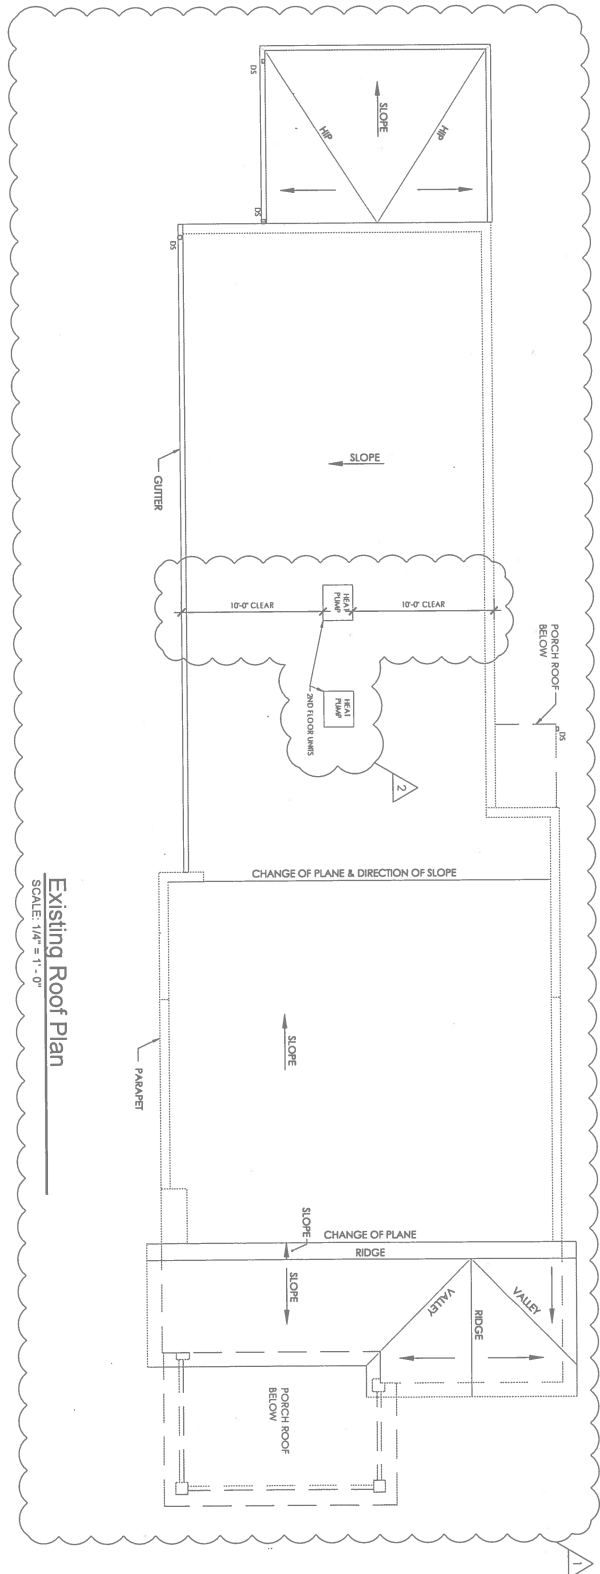 DS
SLOPE
HIP
HIP
DS
DS
SLOPE
GUTTER
10'-0" CLEAR
HEAT
PUMP
10'-0" CLEAR
PORCH ROOF
BELOW
HEAT
PUMP
2ND FLOOR UNITS
DS
2
CHANGE OF PLANE & DIRECTION OF SLOPE
Existing Roof Plan
SCALE: 1/4" = 1' - 0"
SLOPE
PARAPET
SLOPE
CHANGE OF PLANE
RIDGE
SLOPE
VALLEY
RIDGE
VALLEY
PORCH ROOF
BELOW
1